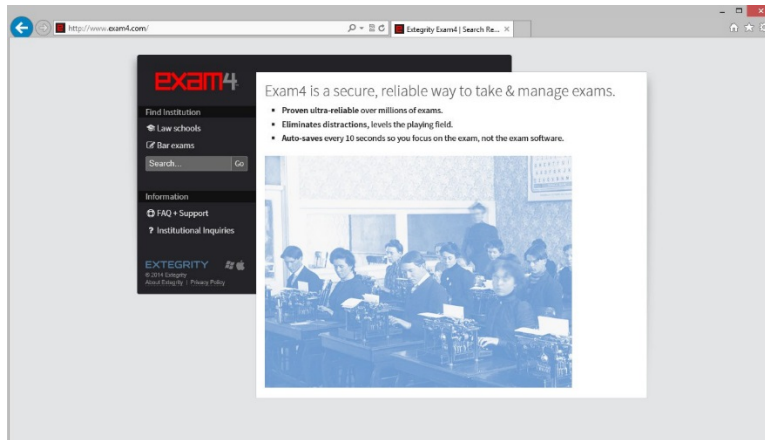 http://www.exam4.com/
Extegrity Exam4 | Search Re...
exam4
Exam4 is a secure, reliable way to take & manage exams.
Proven ultra-reliable over millions of exams.
Eliminates distractions, levels the playing field.
Auto-saves every 10 seconds so you focus on the exam, not the exam software.
Find Institution
Law schools
Bar exams
Search...
Go
Information
FAQ + Support
? Institutional Inquiries
EXTEGRITY
© 2014 Extegrity
About Extegrity | Privacy Policy